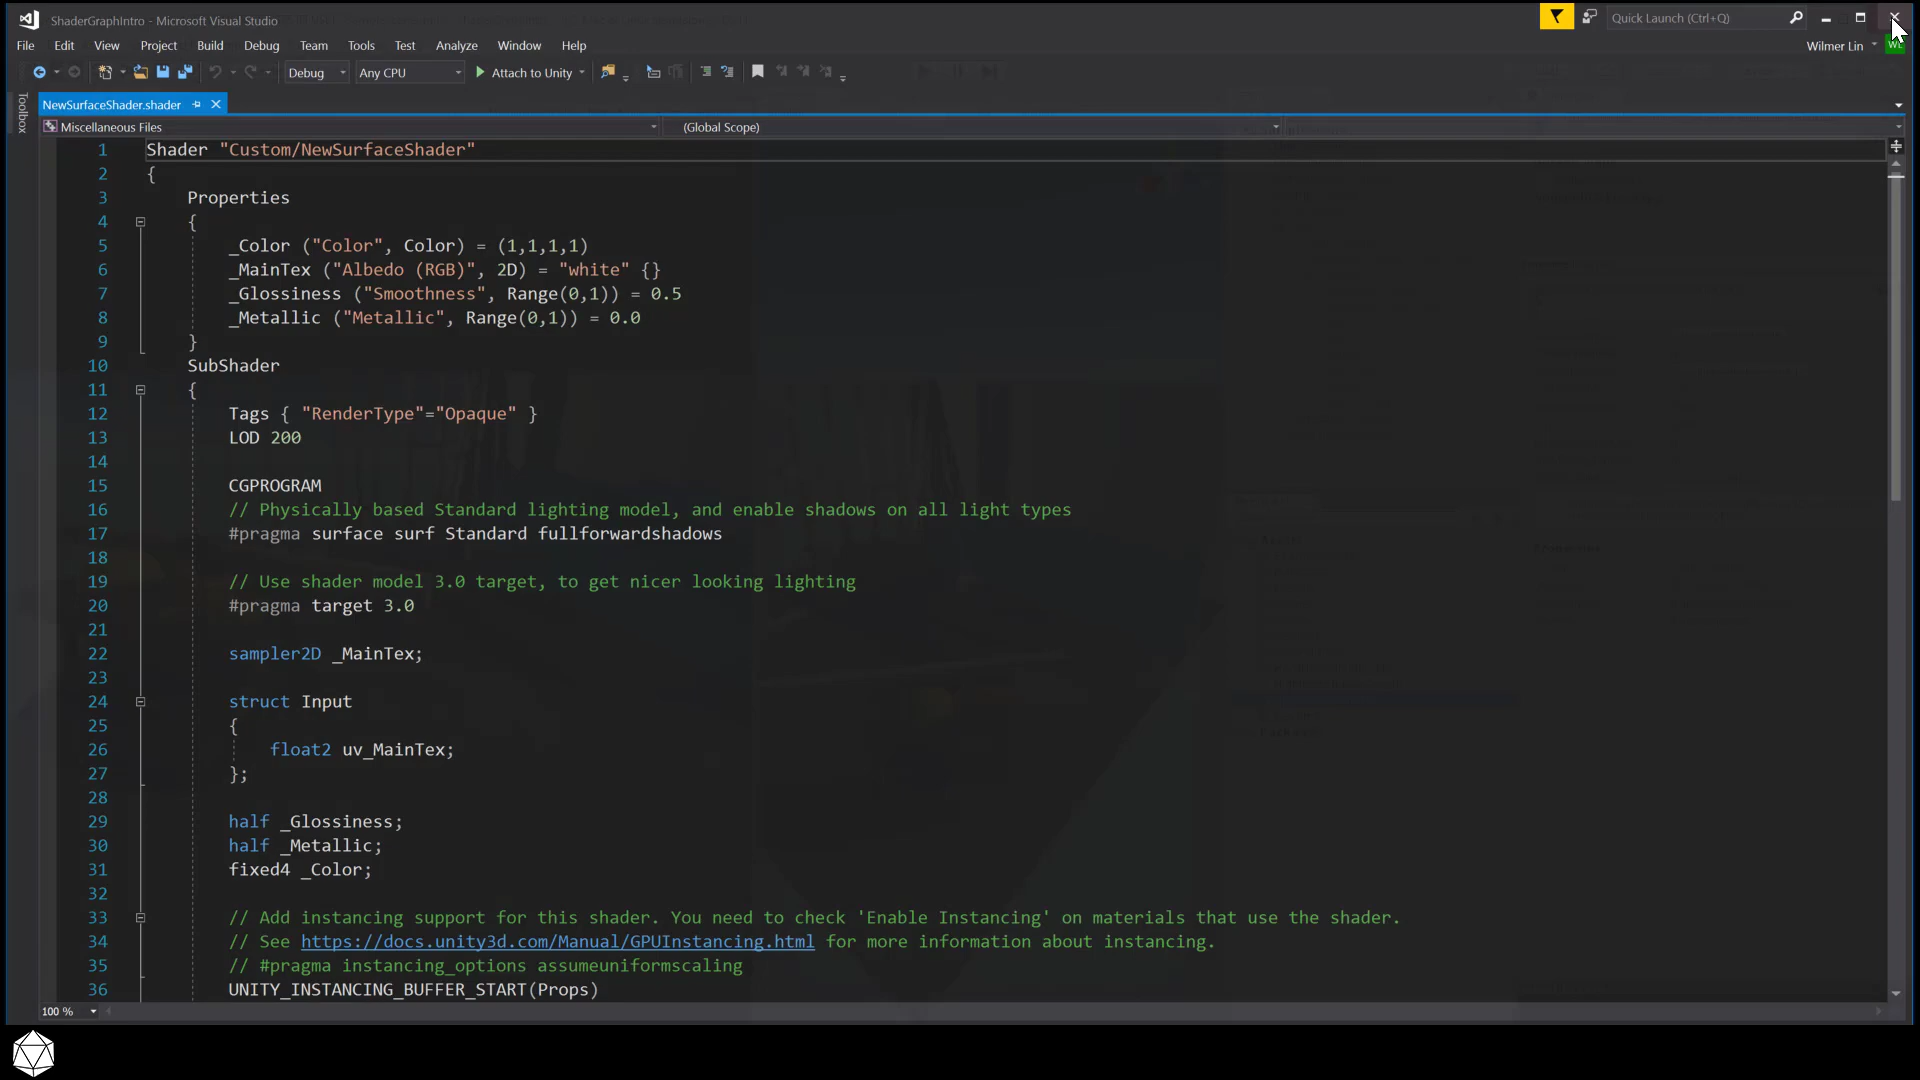 ShaderGraphIntro - Microsoft Visual Studio
Quick Launch (Ctrl+Q)
File Edit View Project Build Debug Team Tools Test Analyze Window Help
Wilmer Lin
WL
Debug Any CPU Attach to Unity
Toolbox
NewSurfaceShader.shader
Miscellaneous Files (Global Scope)
1 Shader "Custom/NewSurfaceShader"
2 {
3 Properties
4 {
5 _Color ("Color", Color) = (1,1,1,1)
6 _MainTex ("Albedo (RGB)", 2D) = "white" {}
7 _Glossiness ("Smoothness", Range(0,1)) = 0.5
8 _Metallic ("Metallic", Range(0,1)) = 0.0
9 }
10 SubShader
11 {
12 Tags { "RenderType"="Opaque" }
13 LOD 200
14
15 CGPROGRAM
16 // Physically based Standard lighting model, and enable shadows on all light types
17 #pragma surface surf Standard fullforwardshadows
18
19 // Use shader model 3.0 target, to get nicer looking lighting
20 #pragma target 3.0
21
22 sampler2D _MainTex;
23
24 struct Input
25 {
26 float2 uv_MainTex;
27 };
28
29 half _Glossiness;
30 half _Metallic;
31 fixed4 _Color;
32
33 // Add instancing support for this shader. You need to check 'Enable Instancing' on materials that use the shader.
34 // See https://docs.unity3d.com/Manual/GPUInstancing.html for more information about instancing.
35 // #pragma instancing_options assumeuniformscaling
36 UNITY_INSTANCING_BUFFER_START(Props)
100 %